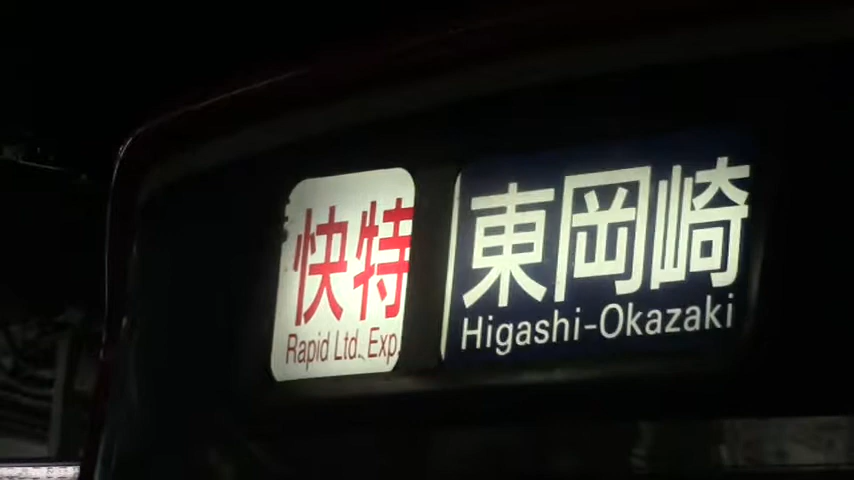 快特
Rapid Ltd. Exp.
東岡崎
Higashi-Okazaki